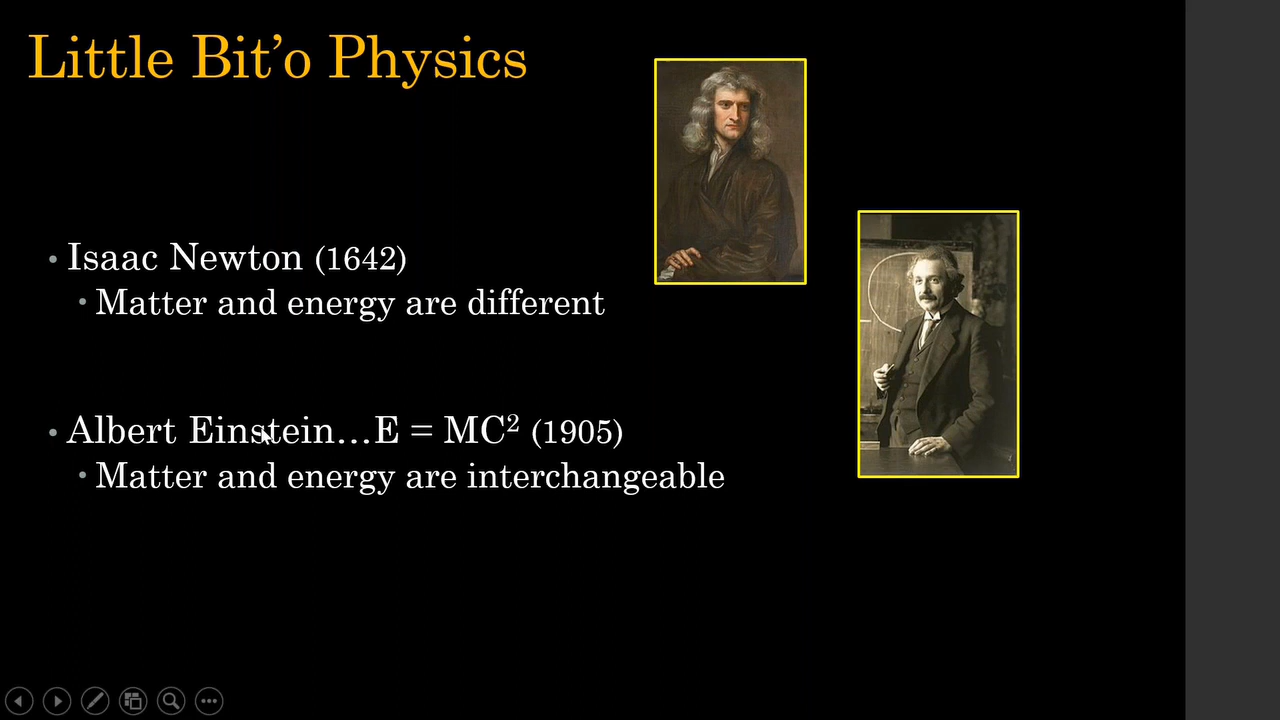 Little Bit’o Physics
• Isaac Newton (1642)
• Matter and energy are different
• Albert Einstein…E = MC² (1905)
• Matter and energy are interchangeable